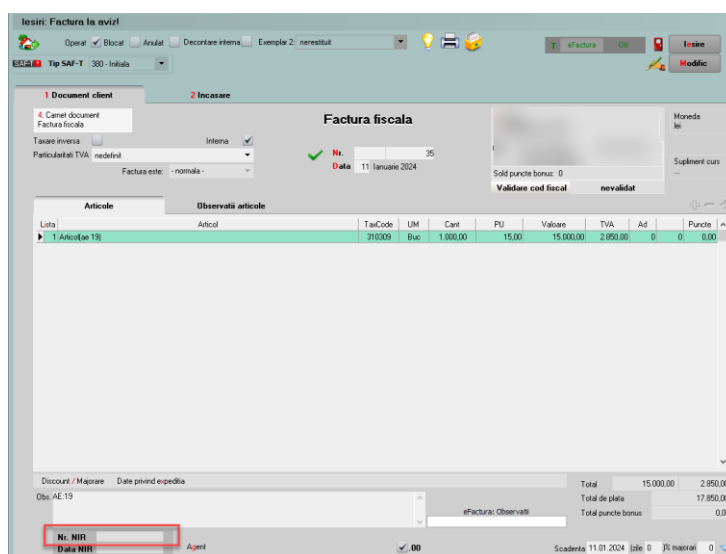 Iesiri: Factura la aviz!
Operat Blocat Anulat Decontare interna Exemplar 2: nerestituit
T eFactura OK Iesire
SAFT Tip SAF-T 380 - Initiala Modific
1 Document client 2 Incasare
4. Carnet document
Factura fiscala
Factura fiscala
Moneda
lei
Taxare inversa Interna
Nr. 35
Particularitati TVA nedefinit
Data 11 Ianuarie 2024
Supliment curs
---
Factura este: - normala -
Sold puncte bonus: 0
Validare cod fiscal nevalidat
Articole Observatii articole
Lista Articol TaxCode UM Cant PU Valoare TVA Ad Puncte
1 Articol(ae 19) 310309 Buc 1.000,00 15,00 15.000,00 2.850,00 0 0 0,00
Discount / Majorare Date privind expeditia
Total 15.000,00 2.850,00
Obs: AE:19
Total de plata 17.850,00
eFactura: Observatii
Total puncte bonus 0,0
Nr. NIR
Data NIR Agent .00 Scadenta 11.01.2024 (zile 0 )% majorari 0